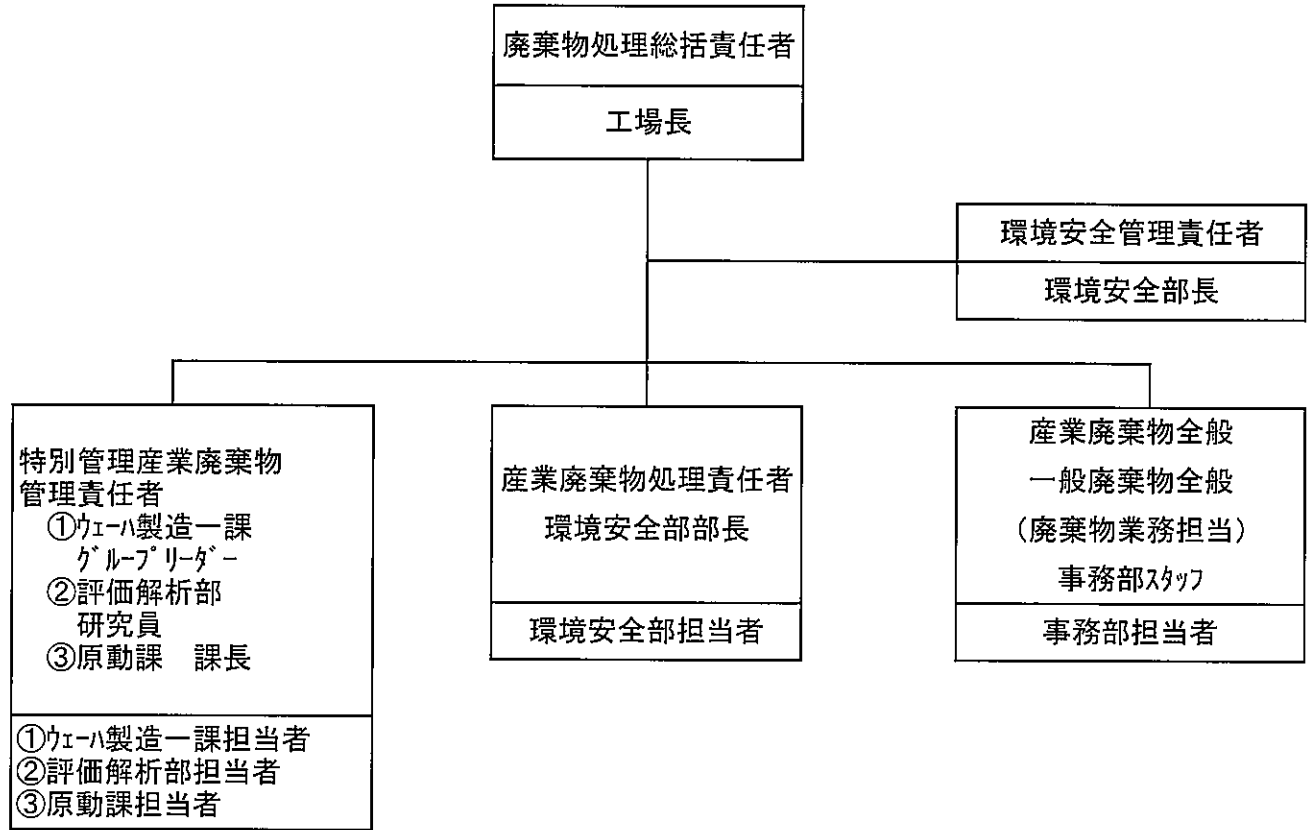 廃棄物処理総括責任者
工場長
環境安全管理責任者
環境安全部長
特別管理産業廃棄物
管理責任者
①ｳｪｰﾊ製造一課
ｸﾞﾙｰﾌﾟﾘｰﾀﾞｰ
②評価解析部
研究員
③原動課　課長
①ｳｪｰﾊ製造一課担当者
②評価解析部担当者
③原動課担当者
産業廃棄物処理責任者
環境安全部部長
環境安全部担当者
産業廃棄物全般
一般廃棄物全般
(廃棄物業務担当)
事務部ｽﾀｯﾌ
事務部担当者